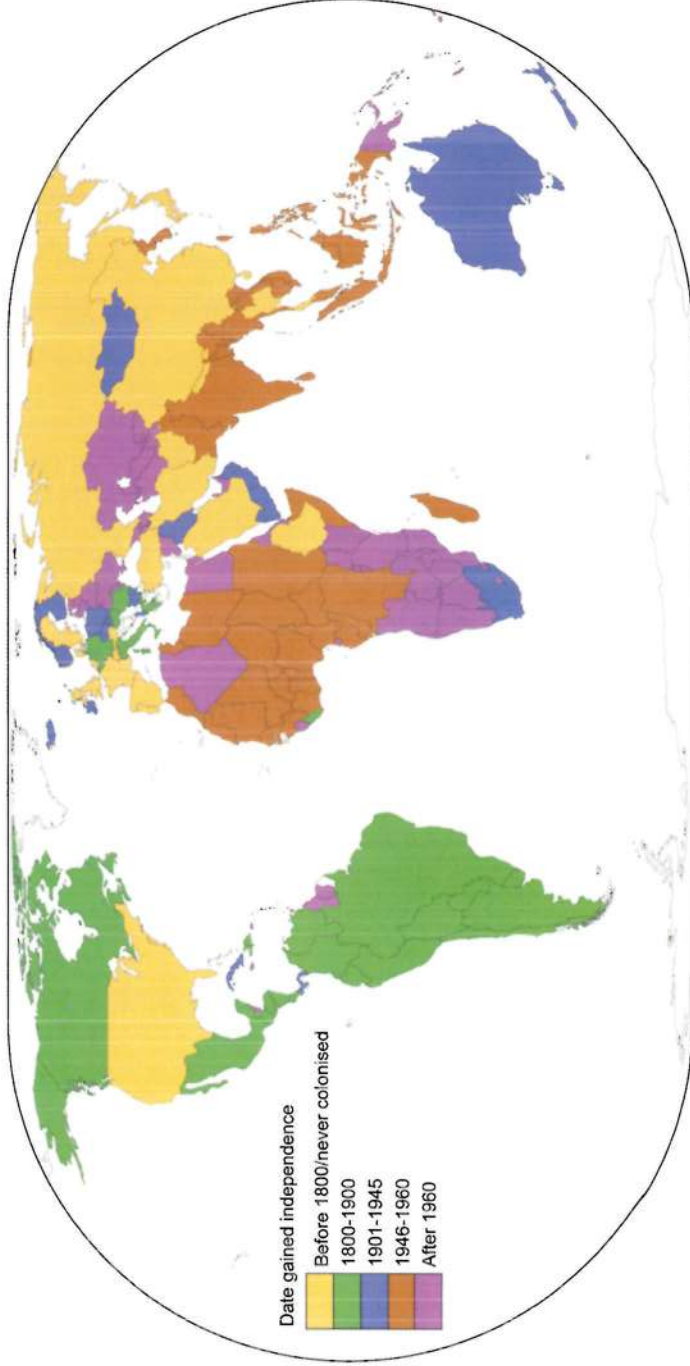 Date gained independence
Before 1800/never colonised
1800-1900
1901-1945
1946-1960
After 1960